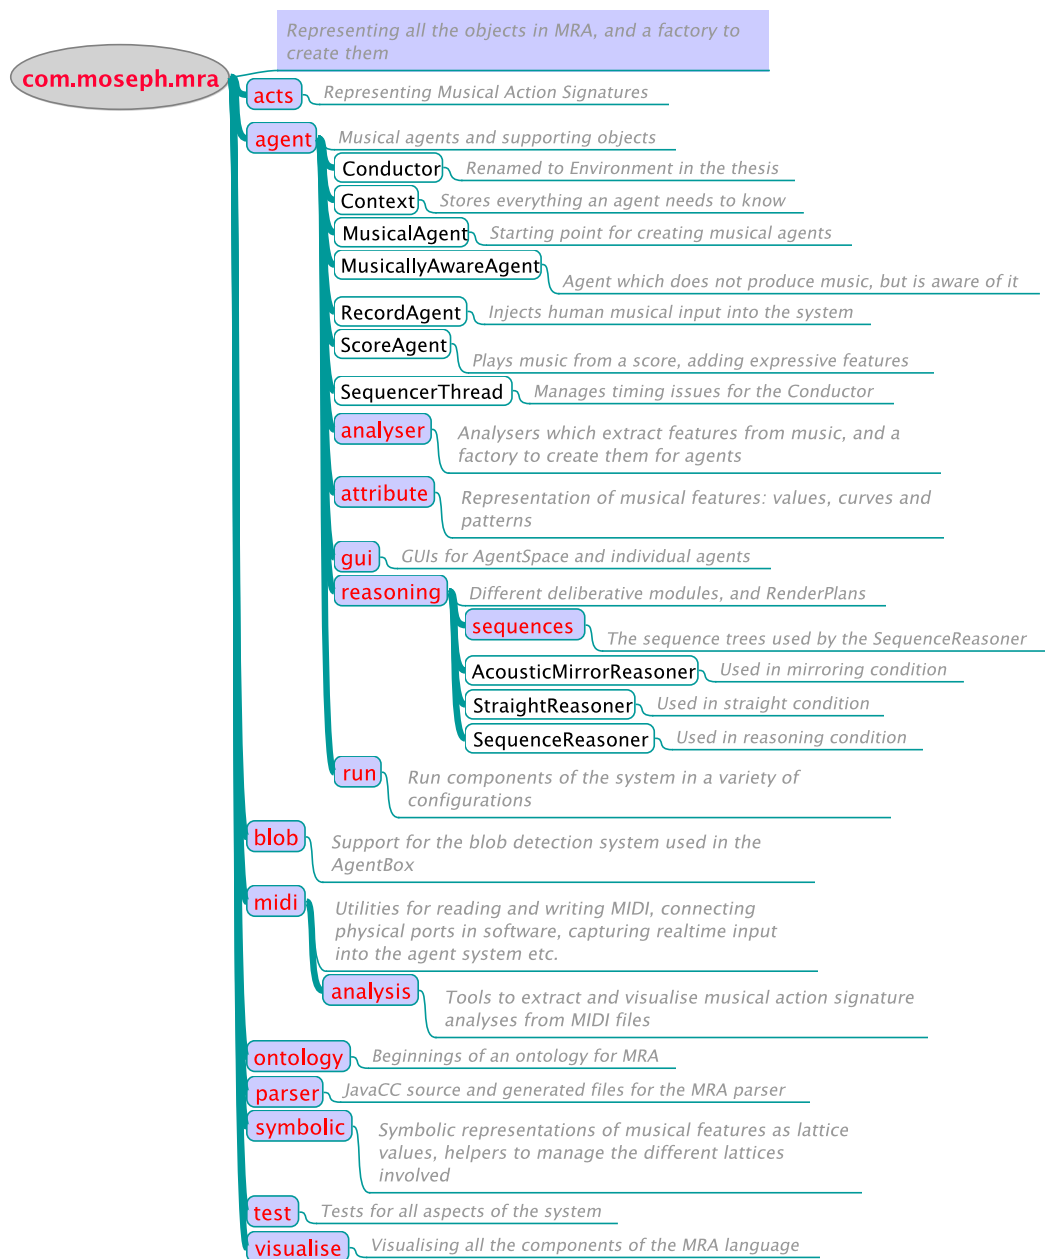 Representing all the objects in MRA, and a factory to
create them
com.moseph.mra
acts
Representing Musical Action Signatures
agent
Musical agents and supporting objects
Conductor
Renamed to Environment in the thesis
Context
Stores everything an agent needs to know
MusicalAgent
Starting point for creating musical agents
MusicallyAwareAgent
Agent which does not produce music, but is aware of it
RecordAgent
Injects human musical input into the system
ScoreAgent
Plays music from a score, adding expressive features
SequencerThread
Manages timing issues for the Conductor
analyser
Analysers which extract features from music, and a
factory to create them for agents
attribute
Representation of musical features: values, curves and
patterns
gui
GUIs for AgentSpace and individual agents
reasoning
Different deliberative modules, and RenderPlans
sequences
The sequence trees used by the SequenceReasoner
AcousticMirrorReasoner
Used in mirroring condition
StraightReasoner
Used in straight condition
SequenceReasoner
Used in reasoning condition
run
Run components of the system in a variety of
configurations
blob
Support for the blob detection system used in the
AgentBox
midi
Utilities for reading and writing MIDI, connecting
physical ports in software, capturing realtime input
into the agent system etc.
analysis
Tools to extract and visualise musical action signature
analyses from MIDI files
ontology
Beginnings of an ontology for MRA
parser
JavaCC source and generated files for the MRA parser
symbolic
Symbolic representations of musical features as lattice
values, helpers to manage the different lattices
involved
test
Tests for all aspects of the system
visualise
Visualising all the components of the MRA language